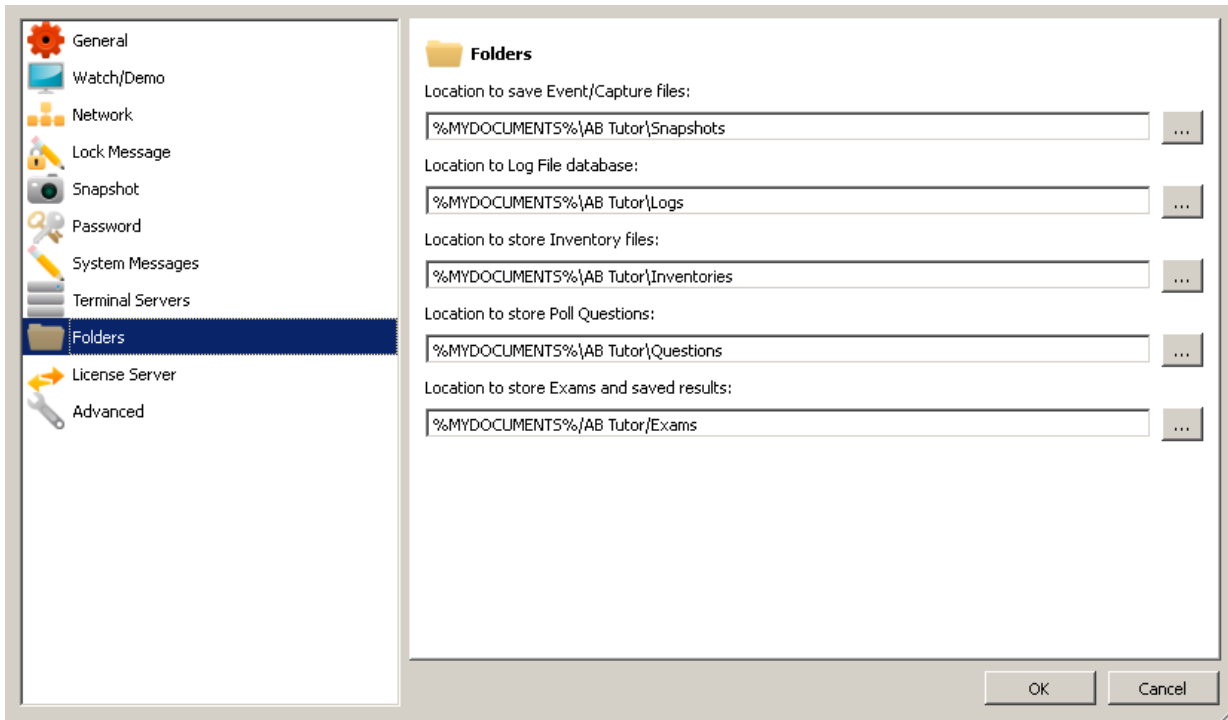 General
Watch/Demo
Network
Lock Message
Snapshot
Password
System Messages
Terminal Servers
Folders
License Server
Advanced
Folders
Location to save Event/Capture files:
%MYDOCUMENTS%\AB Tutor\Snapshots
...
Location to Log File database:
%MYDOCUMENTS%\AB Tutor\Logs
...
Location to store Inventory files:
%MYDOCUMENTS%\AB Tutor\Inventories
...
Location to store Poll Questions:
%MYDOCUMENTS%\AB Tutor\Questions
...
Location to store Exams and saved results:
%MYDOCUMENTS%/AB Tutor/Exams
...
OK
Cancel